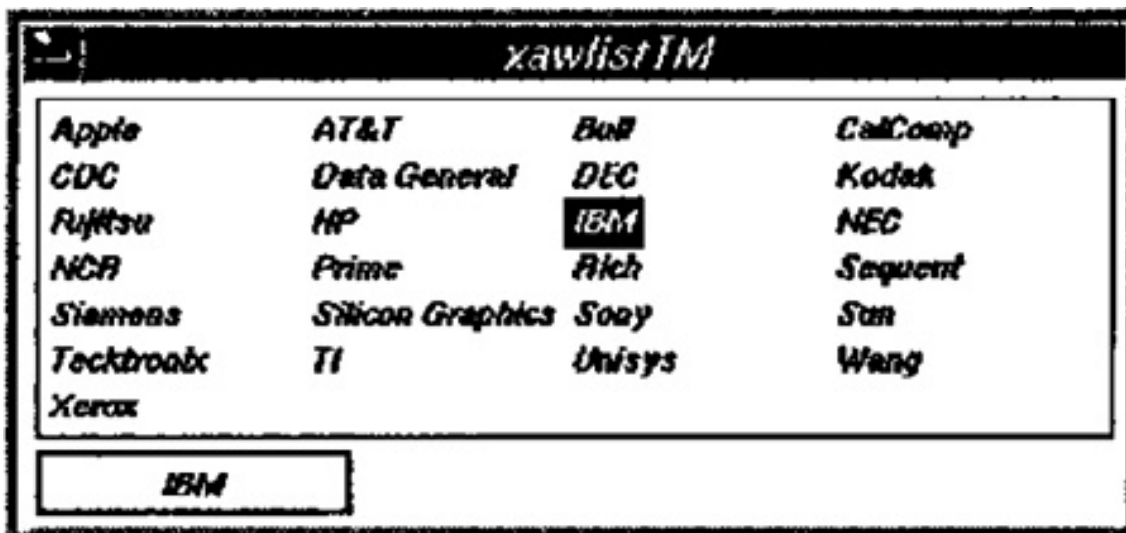 xawlistTM
Apple AT&T Bull CalComp
CDC Data General DEC Kodak
Fujitsu HP IBM NEC
NCR Prime Rich Sequent
Siemens Silicon Graphics Sony Sun
Tecktronix TI Unisys Wang
Xerox
IBM